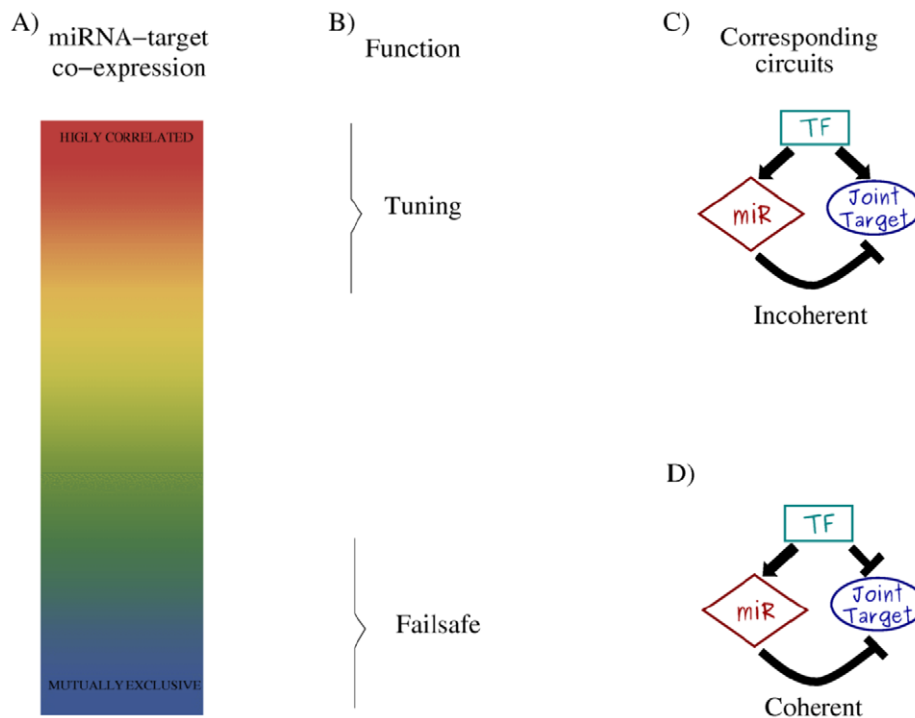 A)
miRNA−target
co−expression
HIGLY CORRELATED
MUTUALLY EXCLUSIVE
B)
Function
Tuning
Failsafe
C)
Corresponding
circuits
TF
miR
Joint
Target
Incoherent
D)
TF
miR
Joint
Target
Coherent